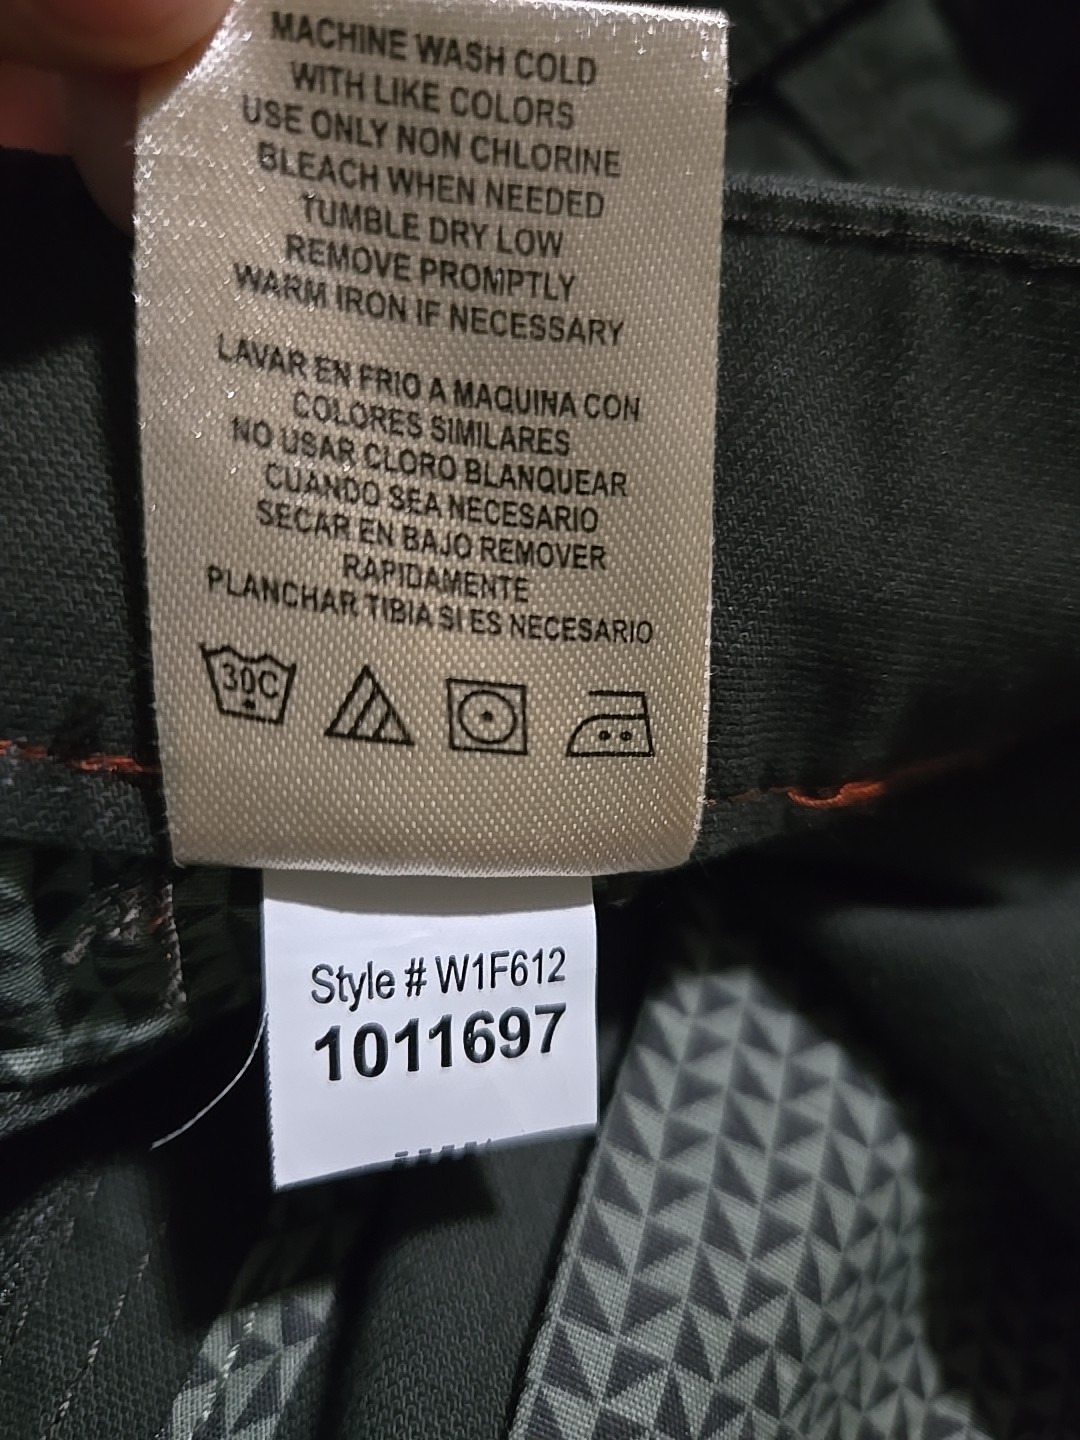 MACHINE WASH COLD
WITH LIKE COLORS
USE ONLY NON CHLORINE
BLEACH WHEN NEEDED
TUMBLE DRY LOW
REMOVE PROMPTLY
WARM IRON IF NECESSARY
LAVAR EN FRIO A MAQUINA CON
COLORES SIMILARES
NO USAR CLORO BLANQUEAR
CUANDO SEA NECESARIO
SECAR EN BAJO REMOVER
RAPIDAMENTE
PLANCHAR TIBIA SI ES NECESARIO
30C
Style # W1F612
1011697